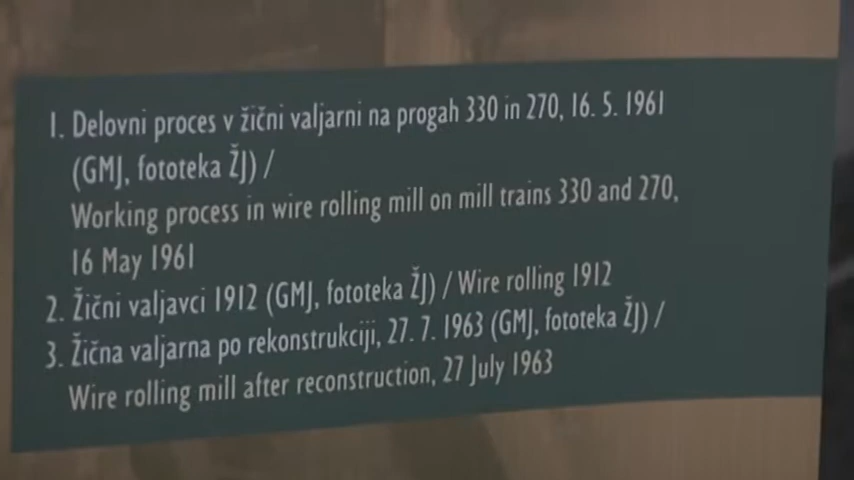 1. Delovni proces v žični valjarni na progah 330 in 270, 16. 5. 1961
(GMJ, fototeka ŽJ) /
Working process in wire rolling mill on mill trains 330 and 270,
16 May 1961
2. Žični valjavci 1912 (GMJ, fototeka ŽJ) / Wire rolling 1912
3. Žična valjarna po rekonstrukciji, 27. 7. 1963 (GMJ, fototeka ŽJ) /
Wire rolling mill after reconstruction, 27 July 1963